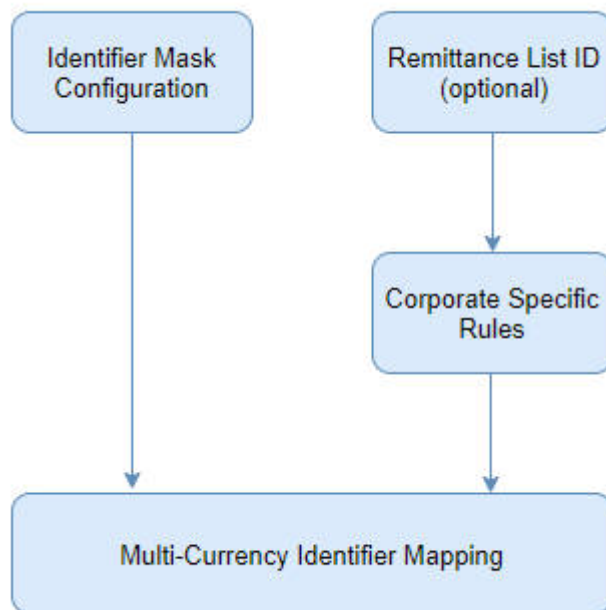 Identifier Mask
Configuration
Remittance List ID
(optional)
Corporate Specific
Rules
Multi-Currency Identifier Mapping